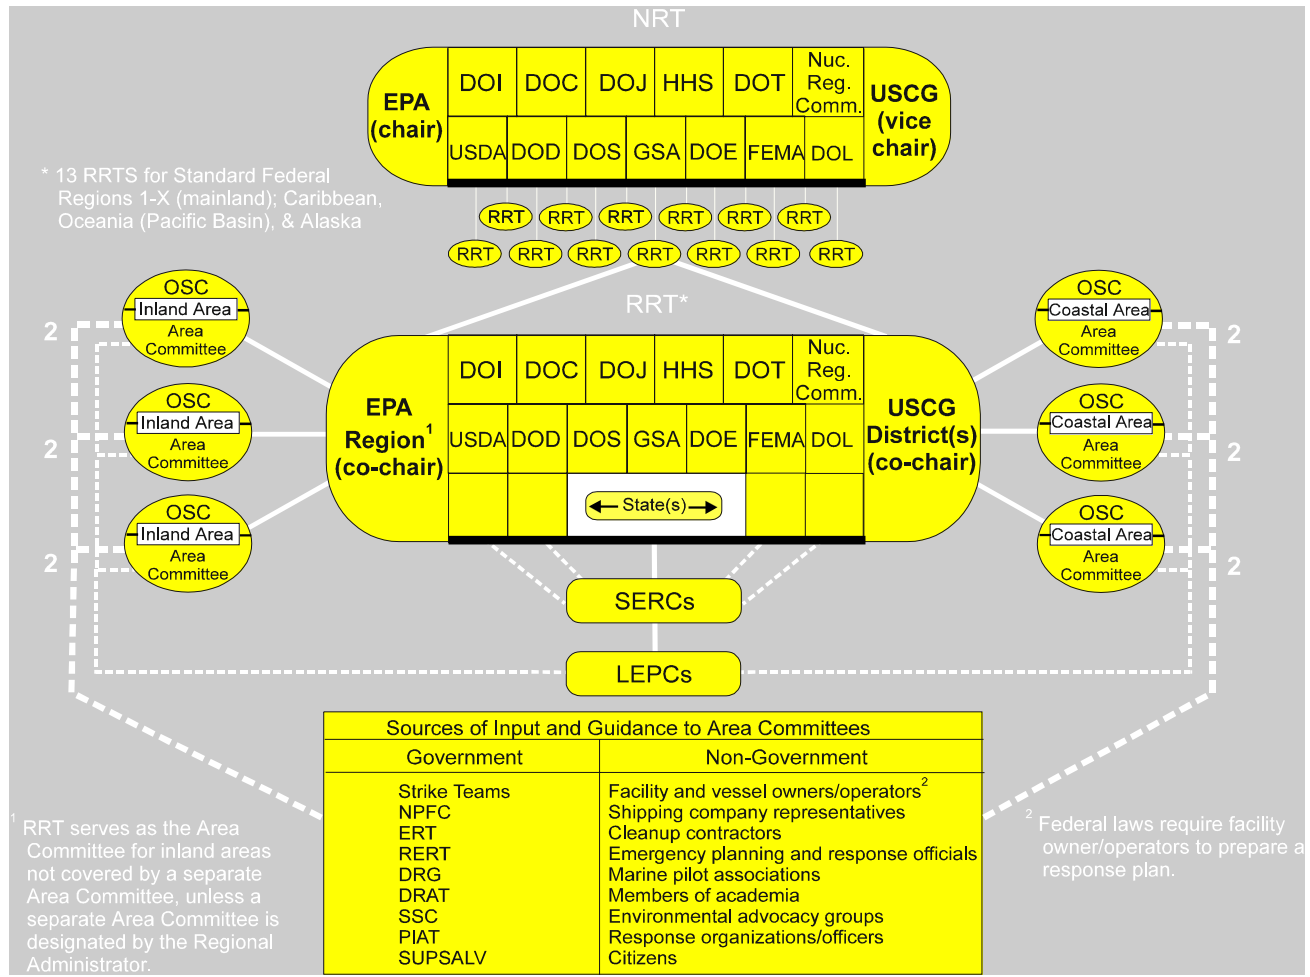 NRT
EPA
(chair)
DOI DOC DOJ HHS DOT Nuc.
Reg.
Comm.
USDA DOD DOS GSA DOE FEMA DOL
USCG
(vice
chair)
* 13 RRTS for Standard Federal
Regions 1-X (mainland); Caribbean,
Oceania (Pacific Basin), & Alaska
RRT RRT RRT RRT RRT RRT
RRT RRT RRT RRT RRT RRT RRT
RRT*
OSC
Inland Area
Area
Committee
2
OSC
Inland Area
Area
Committee
2
OSC
Inland Area
Area
Committee
2
EPA
Region1
(co-chair)
DOI DOC DOJ HHS DOT Nuc.
Reg.
Comm.
USDA DOD DOS GSA DOE FEMA DOL
State(s)
USCG
District(s)
(co-chair)
OSC
Coastal Area
Area
Committee
2
OSC
Coastal Area
Area
Committee
2
OSC
Coastal Area
Area
Committee
2
SERCs
LEPCs
Sources of Input and Guidance to Area Committees
Government Non-Government
Strike Teams Facility and vessel owners/operators2
NPFC Shipping company representatives
ERT Cleanup contractors
RERT Emergency planning and response officials
DRG Marine pilot associations
DRAT Members of academia
SSC Environmental advocacy groups
PIAT Response organizations/officers
SUPSALV Citizens
1 RRT serves as the Area
Committee for inland areas
not covered by a separate
Area Committee, unless a
separate Area Committee is
designated by the Regional
Administrator.
2 Federal laws require facility
owner/operators to prepare a
response plan.